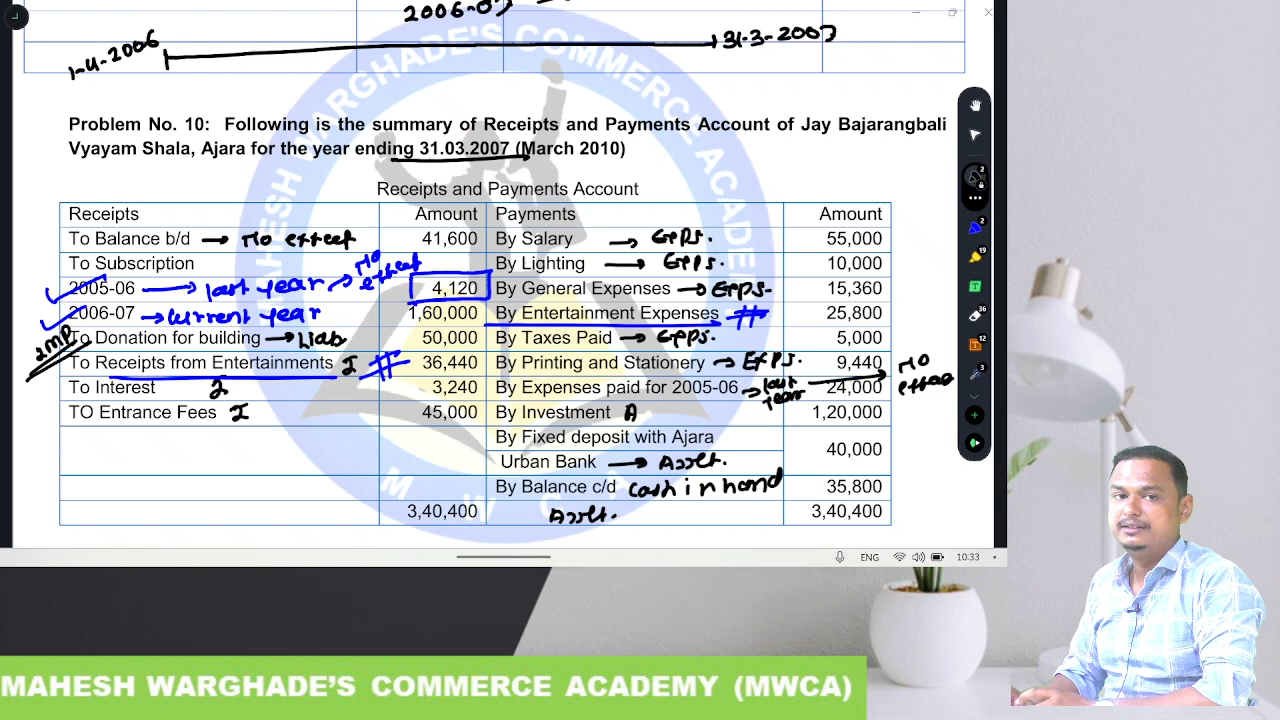 2006-07
1-4-2006 31-3-2007
Problem No. 10: Following is the summary of Receipts and Payments Account of Jay Bajarangbali
Vyayam Shala, Ajara for the year ending 31.03.2007 (March 2010)
Receipts and Payments Account
Receipts Amount Payments Amount
To Balance b/d → No effect 41,600 By Salary → Exps. 55,000
To Subscription By Lighting → Exps. 10,000
2005-06 → last year → No effect 4,120 By General Expenses → Exps. 15,360
2006-07 → current year 1,60,000 By Entertainment Expenses # 25,800
To Donation for building → Liab 50,000 By Taxes Paid → Exps. 5,000
IMP To Receipts from Entertainments I # 36,440 By Printing and Stationery → Exps. 9,440
To Interest I 3,240 By Expenses paid for 2005-06 → last year 24,000 → No effec
TO Entrance Fees I 45,000 By Investment A 1,20,000
By Fixed deposit with Ajara
Urban Bank → Asset. 40,000
By Balance c/d cash in hand 35,800
3,40,400 Asset. 3,40,400
MAHESH WARGHADE'S COMMERCE ACADEMY
M W C A
ENG 10:33
MAHESH WARGHADE'S COMMERCE ACADEMY (MWCA)